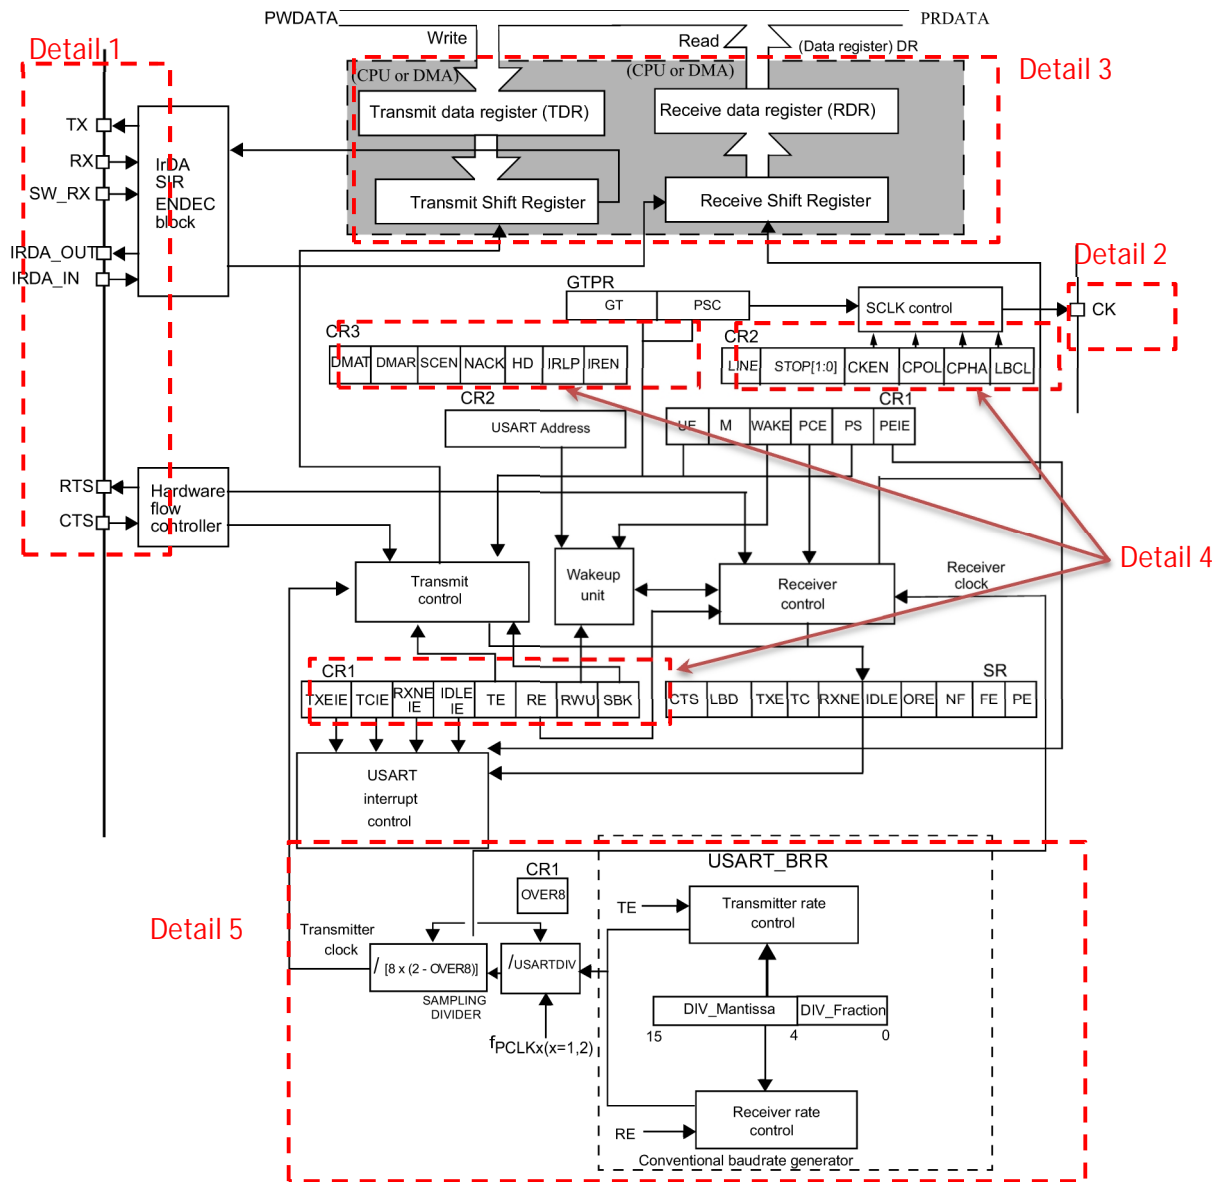 PWDATA
PRDATA
Write
Read
(Data register) DR
Detail 1
Detail 3
(CPU or DMA)
(CPU or DMA)
Transmit data register (TDR)
Receive data register (RDR)
TX
RX
SW_RX
IRDA_OUT
IRDA_IN
IrDA
SIR
ENDEC
block
Transmit Shift Register
Receive Shift Register
Detail 2
GTPR
GT
PSC
SCLK control
CK
CR3
DMAT
DMAR
SCEN
NACK
HD
IRLP
IREN
CR2
LINE
STOP[1:0]
CKEN
CPOL
CPHA
LBCL
CR2
USART Address
CR1
UE
M
WAKE
PCE
PS
PEIE
RTS
CTS
Hardware
flow
controller
Detail 4
Transmit
control
Wakeup
unit
Receiver
control
Receiver
clock
CR1
TXEIE
TCIE
RXNE
IE
IDLE
IE
TE
RE
RWU
SBK
SR
CTS
LBD
TXE
TC
RXNE
IDLE
ORE
NF
FE
PE
USART
interrupt
control
Detail 5
USART_BRR
CR1
OVER8
TE
Transmitter rate
control
Transmitter
clock
/ [8 x (2 - OVER8)]
/USARTDIV
SAMPLING
DIVIDER
fPCLKx(x=1,2)
DIV_Mantissa
DIV_Fraction
15
4
0
RE
Receiver rate
control
Conventional baudrate generator